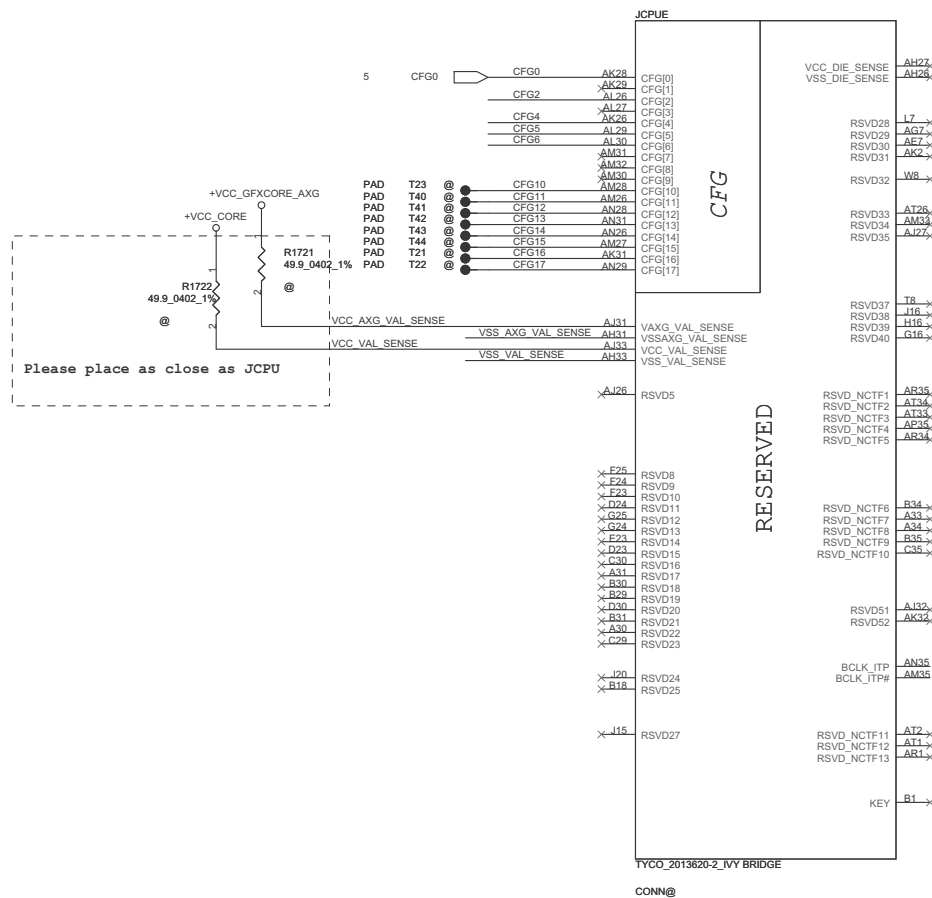 JCPUE
5 CFG0 CFG0 AK28 CFG[0]
AK29 CFG[1]
CFG2 AL26 CFG[2]
AL27 CFG[3]
CFG4 AK26 CFG[4]
CFG5 AL29 CFG[5]
CFG6 AL30 CFG[6]
AM31 CFG[7]
AM32 CFG[8]
AM30 CFG[9]
PAD T23 @ CFG10 AM28 CFG[10]
PAD T40 @ CFG11 AM26 CFG[11]
PAD T41 @ CFG12 AN28 CFG[12]
PAD T42 @ CFG13 AN31 CFG[13]
PAD T43 @ CFG14 AN26 CFG[14]
PAD T44 @ CFG15 AM27 CFG[15]
PAD T21 @ CFG16 AK31 CFG[16]
PAD T22 @ CFG17 AN29 CFG[17]
CFG
+VCC_GFXCORE_AXG
+VCC_CORE
1
R1721
49.9_0402_1%
@
2
1
R1722
49.9_0402_1%
@
2
Please place as close as JCPU
VCC_AXG_VAL_SENSE AJ31 VAXG_VAL_SENSE
VSS_AXG_VAL_SENSE AH31 VSSAXG_VAL_SENSE
VCC_VAL_SENSE AJ33 VCC_VAL_SENSE
VSS_VAL_SENSE AH33 VSS_VAL_SENSE
AJ26 RSVD5
F25 RSVD8
F24 RSVD9
F23 RSVD10
D24 RSVD11
G25 RSVD12
G24 RSVD13
E23 RSVD14
D23 RSVD15
C30 RSVD16
A31 RSVD17
B30 RSVD18
B29 RSVD19
D30 RSVD20
B31 RSVD21
A30 RSVD22
C29 RSVD23
J20 RSVD24
B18 RSVD25
J15 RSVD27
RESERVED
VCC_DIE_SENSE AH27
VSS_DIE_SENSE AH26
RSVD28 L7
RSVD29 AG7
RSVD30 AE7
RSVD31 AK2
RSVD32 W8
RSVD33 AT26
RSVD34 AM33
RSVD35 AJ27
RSVD37 T8
RSVD38 J16
RSVD39 H16
RSVD40 G16
RSVD_NCTF1 AR35
RSVD_NCTF2 AT34
RSVD_NCTF3 AT33
RSVD_NCTF4 AP35
RSVD_NCTF5 AR34
RSVD_NCTF6 B34
RSVD_NCTF7 A33
RSVD_NCTF8 A34
RSVD_NCTF9 B35
RSVD_NCTF10 C35
RSVD51 AJ32
RSVD52 AK32
BCLK_ITP AN35
BCLK_ITP# AM35
RSVD_NCTF11 AT2
RSVD_NCTF12 AT1
RSVD_NCTF13 AR1
KEY B1
TYCO_2013620-2_IVY BRIDGE
CONN@